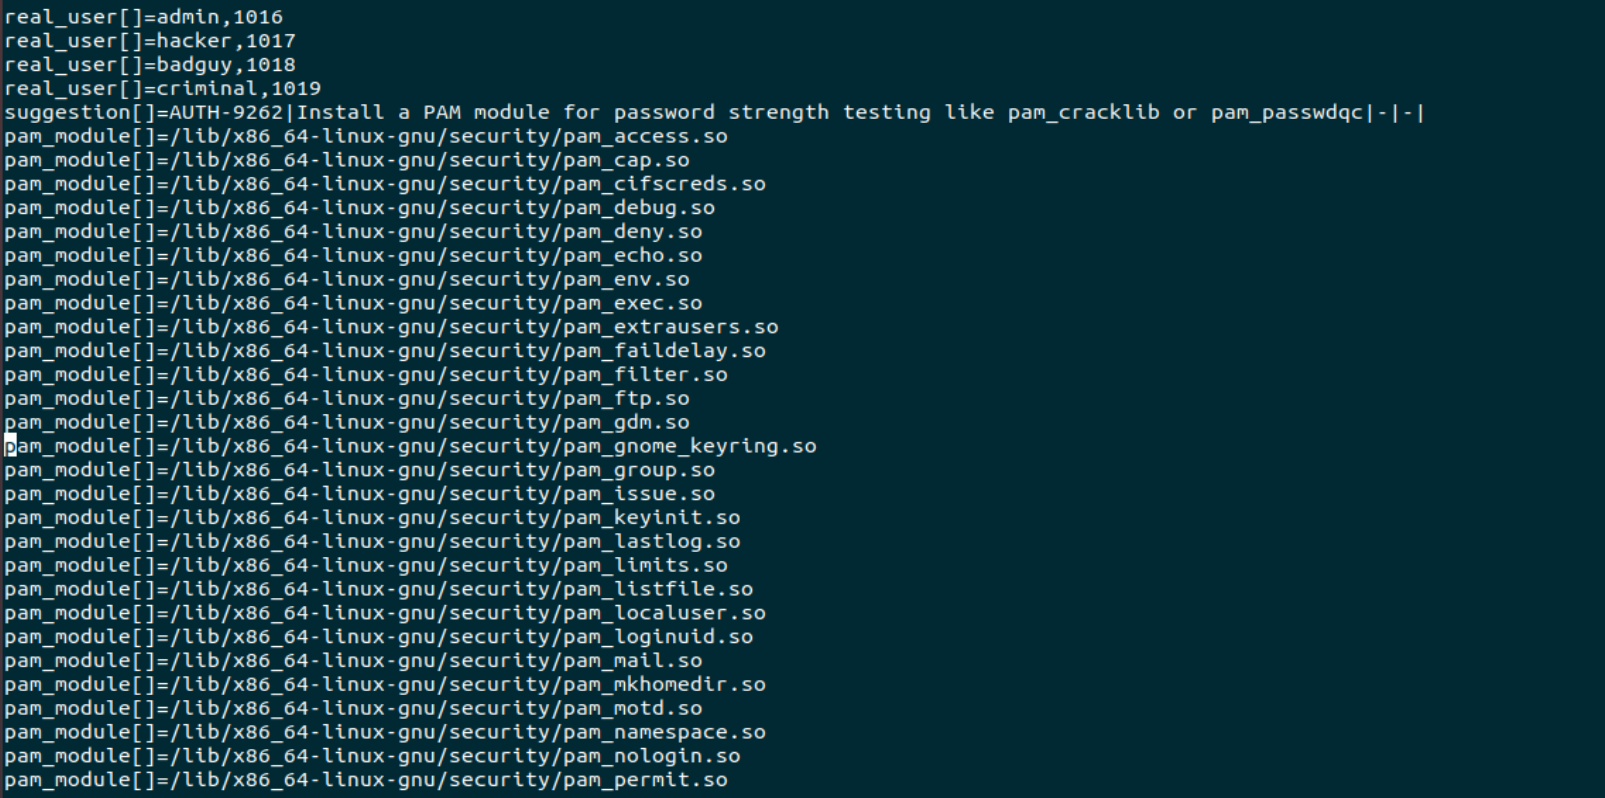 real_user[]=admin,1016
real_user[]=hacker,1017
real_user[]=badguy,1018
real_user[]=criminal,1019
suggestion[]=AUTH-9262|Install a PAM module for password strength testing like pam_cracklib or pam_passwdqc|-|-|
pam_module[]=/lib/x86_64-linux-gnu/security/pam_access.so
pam_module[]=/lib/x86_64-linux-gnu/security/pam_cap.so
pam_module[]=/lib/x86_64-linux-gnu/security/pam_cifscreds.so
pam_module[]=/lib/x86_64-linux-gnu/security/pam_debug.so
pam_module[]=/lib/x86_64-linux-gnu/security/pam_deny.so
pam_module[]=/lib/x86_64-linux-gnu/security/pam_echo.so
pam_module[]=/lib/x86_64-linux-gnu/security/pam_env.so
pam_module[]=/lib/x86_64-linux-gnu/security/pam_exec.so
pam_module[]=/lib/x86_64-linux-gnu/security/pam_extrausers.so
pam_module[]=/lib/x86_64-linux-gnu/security/pam_faildelay.so
pam_module[]=/lib/x86_64-linux-gnu/security/pam_filter.so
pam_module[]=/lib/x86_64-linux-gnu/security/pam_ftp.so
pam_module[]=/lib/x86_64-linux-gnu/security/pam_gdm.so
pam_module[]=/lib/x86_64-linux-gnu/security/pam_gnome_keyring.so
pam_module[]=/lib/x86_64-linux-gnu/security/pam_group.so
pam_module[]=/lib/x86_64-linux-gnu/security/pam_issue.so
pam_module[]=/lib/x86_64-linux-gnu/security/pam_keyinit.so
pam_module[]=/lib/x86_64-linux-gnu/security/pam_lastlog.so
pam_module[]=/lib/x86_64-linux-gnu/security/pam_limits.so
pam_module[]=/lib/x86_64-linux-gnu/security/pam_listfile.so
pam_module[]=/lib/x86_64-linux-gnu/security/pam_localuser.so
pam_module[]=/lib/x86_64-linux-gnu/security/pam_loginuid.so
pam_module[]=/lib/x86_64-linux-gnu/security/pam_mail.so
pam_module[]=/lib/x86_64-linux-gnu/security/pam_mkhomedir.so
pam_module[]=/lib/x86_64-linux-gnu/security/pam_motd.so
pam_module[]=/lib/x86_64-linux-gnu/security/pam_namespace.so
pam_module[]=/lib/x86_64-linux-gnu/security/pam_nologin.so
pam_module[]=/lib/x86_64-linux-gnu/security/pam_permit.so